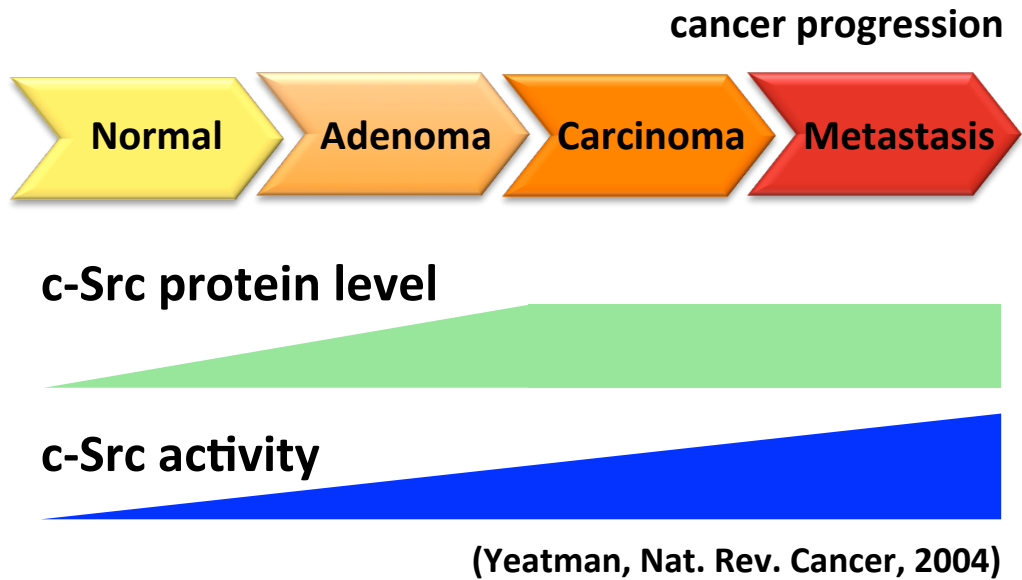 cancer progression
Normal
Adenoma
Carcinoma
Metastasis
c-Src protein level
c-Src activity
(Yeatman, Nat. Rev. Cancer, 2004)